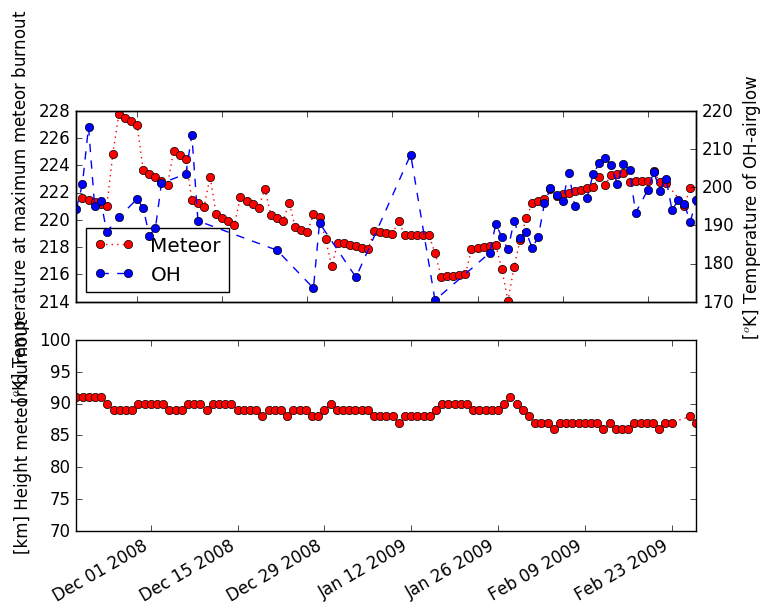 [°K] Temperature at maximum meteor burnout
228
226
224
222
220
218
216
214
Meteor
OH
220
210
200
190
180
170
[°K] Temperature of OH-airglow
[km] Height meteor burnout
100
95
90
85
80
75
70
Dec 01 2008
Dec 15 2008
Dec 29 2008
Jan 12 2009
Jan 26 2009
Feb 09 2009
Feb 23 2009